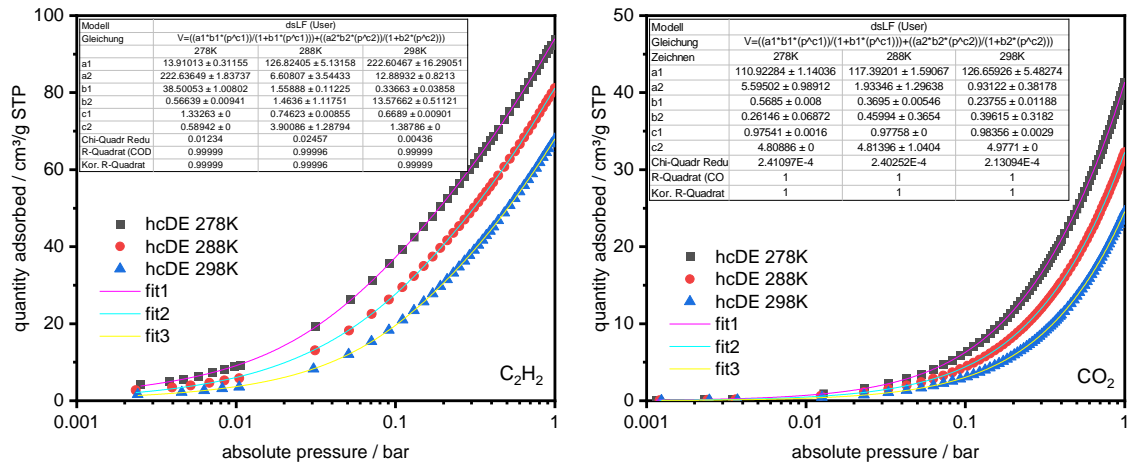 Modell dsLF (User)
Gleichung V=((a1*b1*(p^c1))/(1+b1*(p^c1)))+((a2*b2*(p^c2))/(1+b2*(p^c2)))
278K 288K 298K
a1 13.91013 ± 0.31155 126.82405 ± 5.13158 222.60467 ± 16.29051
a2 222.63649 ± 1.83737 6.60807 ± 3.54433 12.88932 ± 0.8213
b1 38.50053 ± 1.00802 1.55888 ± 0.11225 0.33663 ± 0.03858
b2 0.56639 ± 0.00941 1.4636 ± 1.11751 13.57662 ± 0.51121
c1 1.33263 ± 0 0.74623 ± 0.00855 0.6689 ± 0.00901
c2 0.58942 ± 0 3.90086 ± 1.28794 1.38786 ± 0
Chi-Quadr Redu 0.01234 0.02457 0.00436
R-Quadrat (COD 0.99999 0.99996 0.99999
Kor. R-Quadrat 0.99999 0.99996 0.99999
100
80
60
40
20
0
quantity adsorbed / cm³/g STP
hcDE 278K
hcDE 288K
hcDE 298K
fit1
fit2
fit3
C₂H₂
0.001 0.01 0.1 1
absolute pressure / bar
Modell dsLF (User)
Gleichung V=((a1*b1*(p^c1))/(1+b1*(p^c1)))+((a2*b2*(p^c2))/(1+b2*(p^c2)))
Zeichnen 278K 288K 298K
a1 110.92284 ± 1.14036 117.39201 ± 1.59067 126.65926 ± 5.48274
a2 5.59502 ± 0.98912 1.93346 ± 1.29638 0.93122 ± 0.38178
b1 0.5685 ± 0.008 0.3695 ± 0.00546 0.23755 ± 0.01188
b2 0.26146 ± 0.06872 0.45994 ± 0.3654 0.39615 ± 0.3182
c1 0.97541 ± 0.0016 0.97758 ± 0 0.98356 ± 0.0029
c2 4.80886 ± 0 4.81396 ± 1.0404 4.9771 ± 0
Chi-Quadr Redu 2.41097E-4 2.40252E-4 2.13094E-4
R-Quadrat (CO 1 1 1
Kor. R-Quadrat 1 1 1
50
40
30
20
10
0
quantity adsorbed / cm³/g STP
hcDE 278K
hcDE 288K
hcDE 298K
fit1
fit2
fit3
CO₂
0.001 0.01 0.1 1
absolute pressure / bar